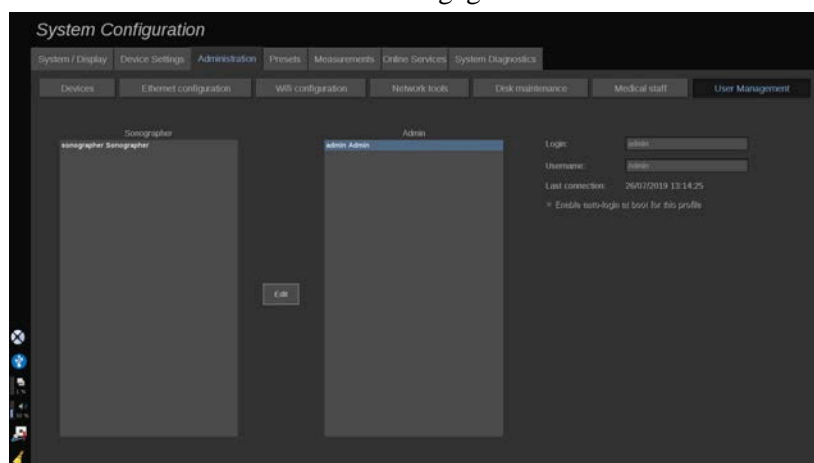 System Configuration
System / Display Device Settings Administration Presets Measurements Online Services System Diagnostics
Devices Ethernet configuration Wifi configuration Network tools Disk maintenance Medical staff User Management
Sonographer Admin
sonographer Sonographer admin Admin
Login: admin
Username: Admin
Last connection: 26/07/2019 13:14:25
Enable auto-login at boot for this profile
Edit